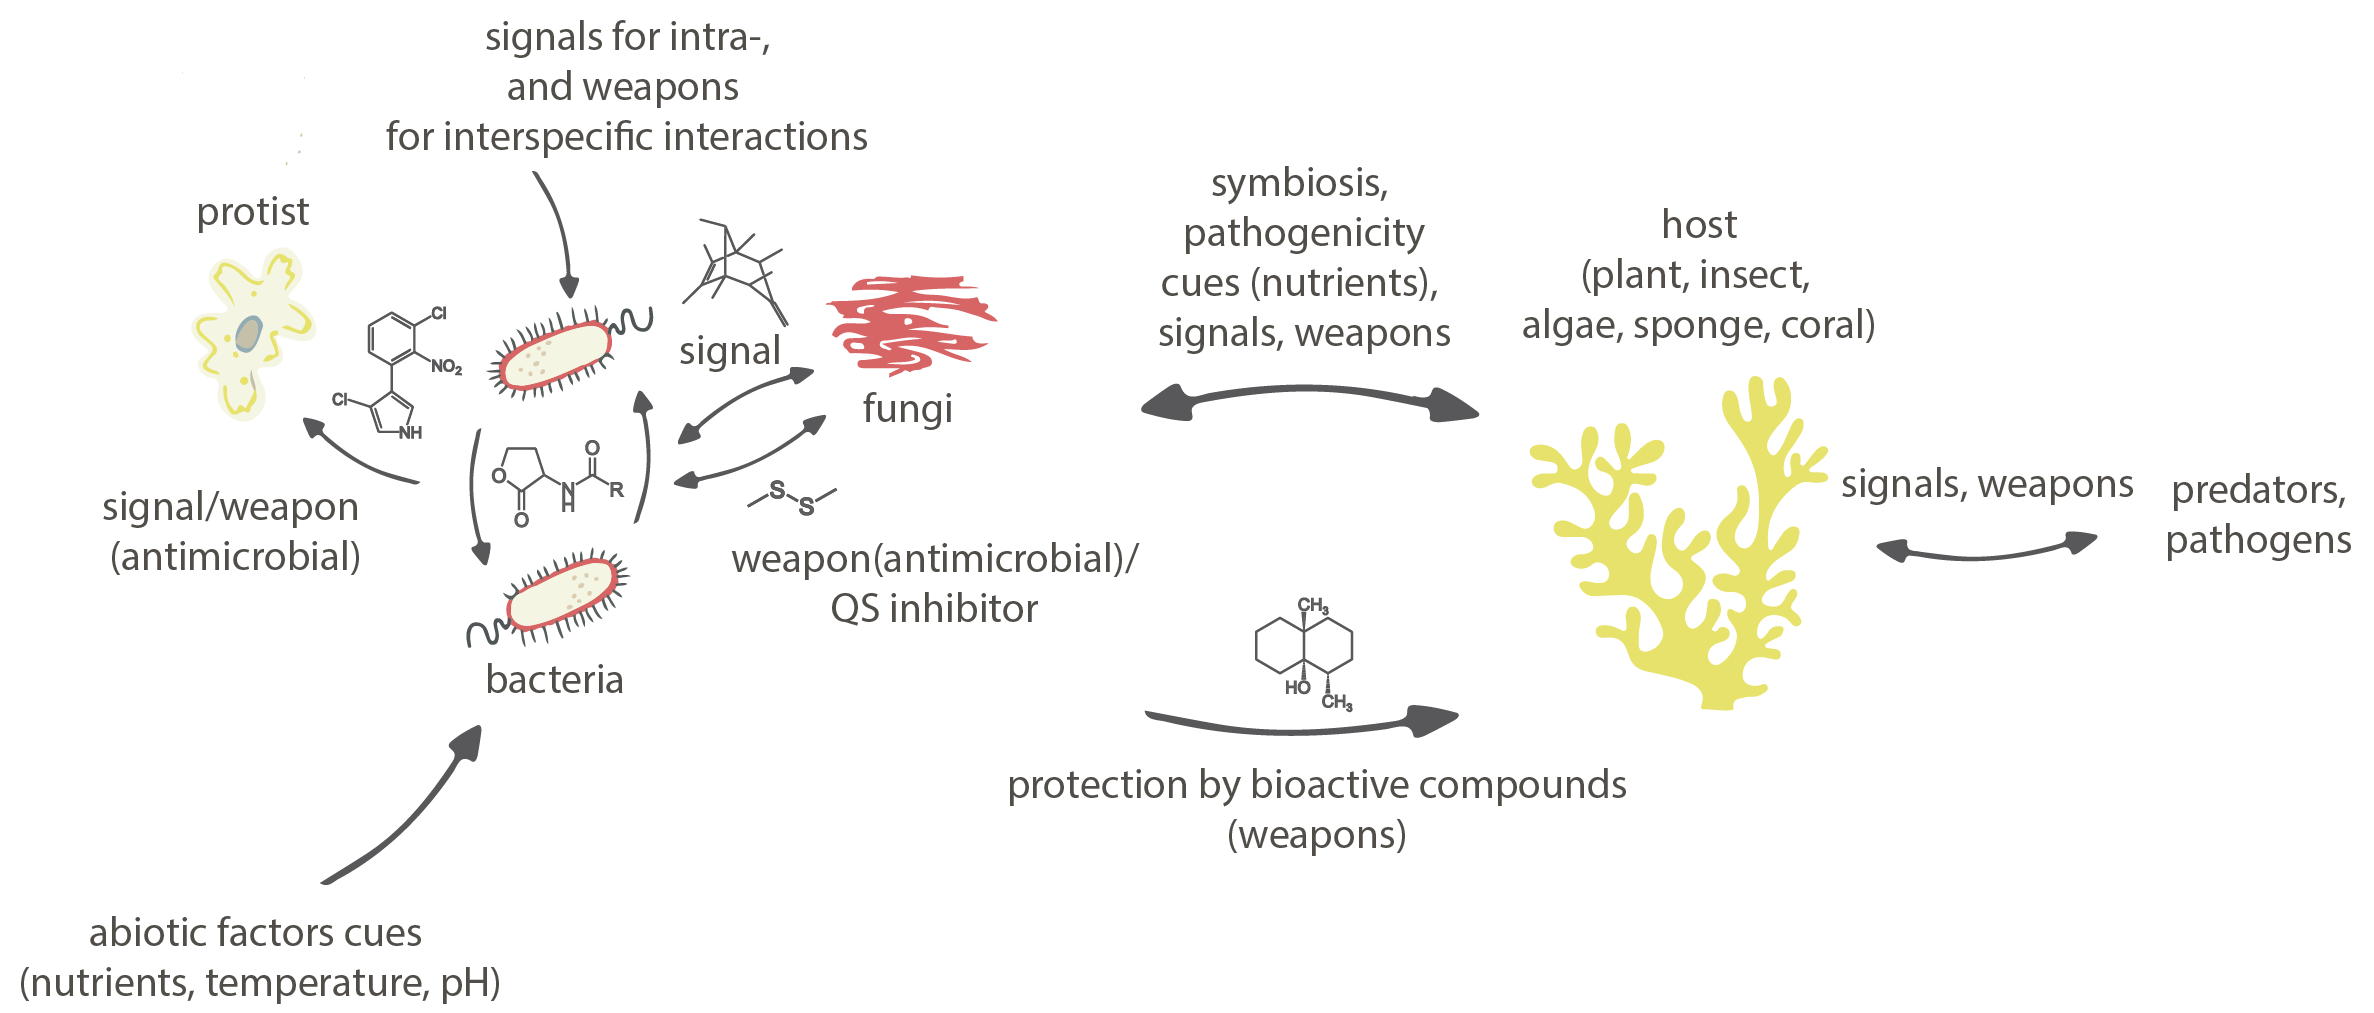 signals for intra-,
and weapons
for interspecific interactions
protist
Cl
NO2
Cl
NH
signal
fungi
signal/weapon
(antimicrobial)
O
O
N
H
O
R
S
S
weapon(antimicrobial)/
QS inhibitor
bacteria
abiotic factors cues
(nutrients, temperature, pH)
symbiosis,
pathogenicity
cues (nutrients),
signals, weapons
host
(plant, insect,
algae, sponge, coral)
signals, weapons
predators,
pathogens
CH3
HO
CH3
protection by bioactive compounds
(weapons)